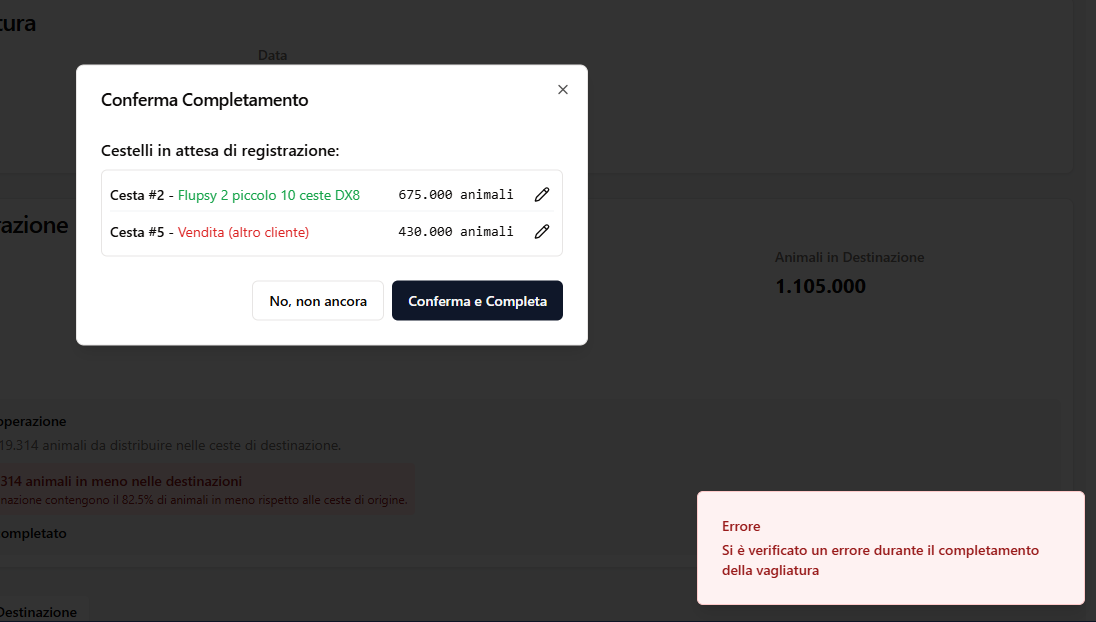 tura
Data
Conferma Completamento
Cestelli in attesa di registrazione:
Cesta #2 - Flupsy 2 piccolo 10 ceste DX8 675.000 animali
Cesta #5 - Vendita (altro cliente) 430.000 animali
No, non ancora Conferma e Completa
razione
Animali in Destinazione
1.105.000
operazione
19.314 animali da distribuire nelle ceste di destinazione.
314 animali in meno nelle destinazioni
nazione contengono il 82.5% di animali in meno rispetto alle ceste di origine.
ompletato
Errore
Si è verificato un errore durante il completamento
della vagliatura
Destinazione